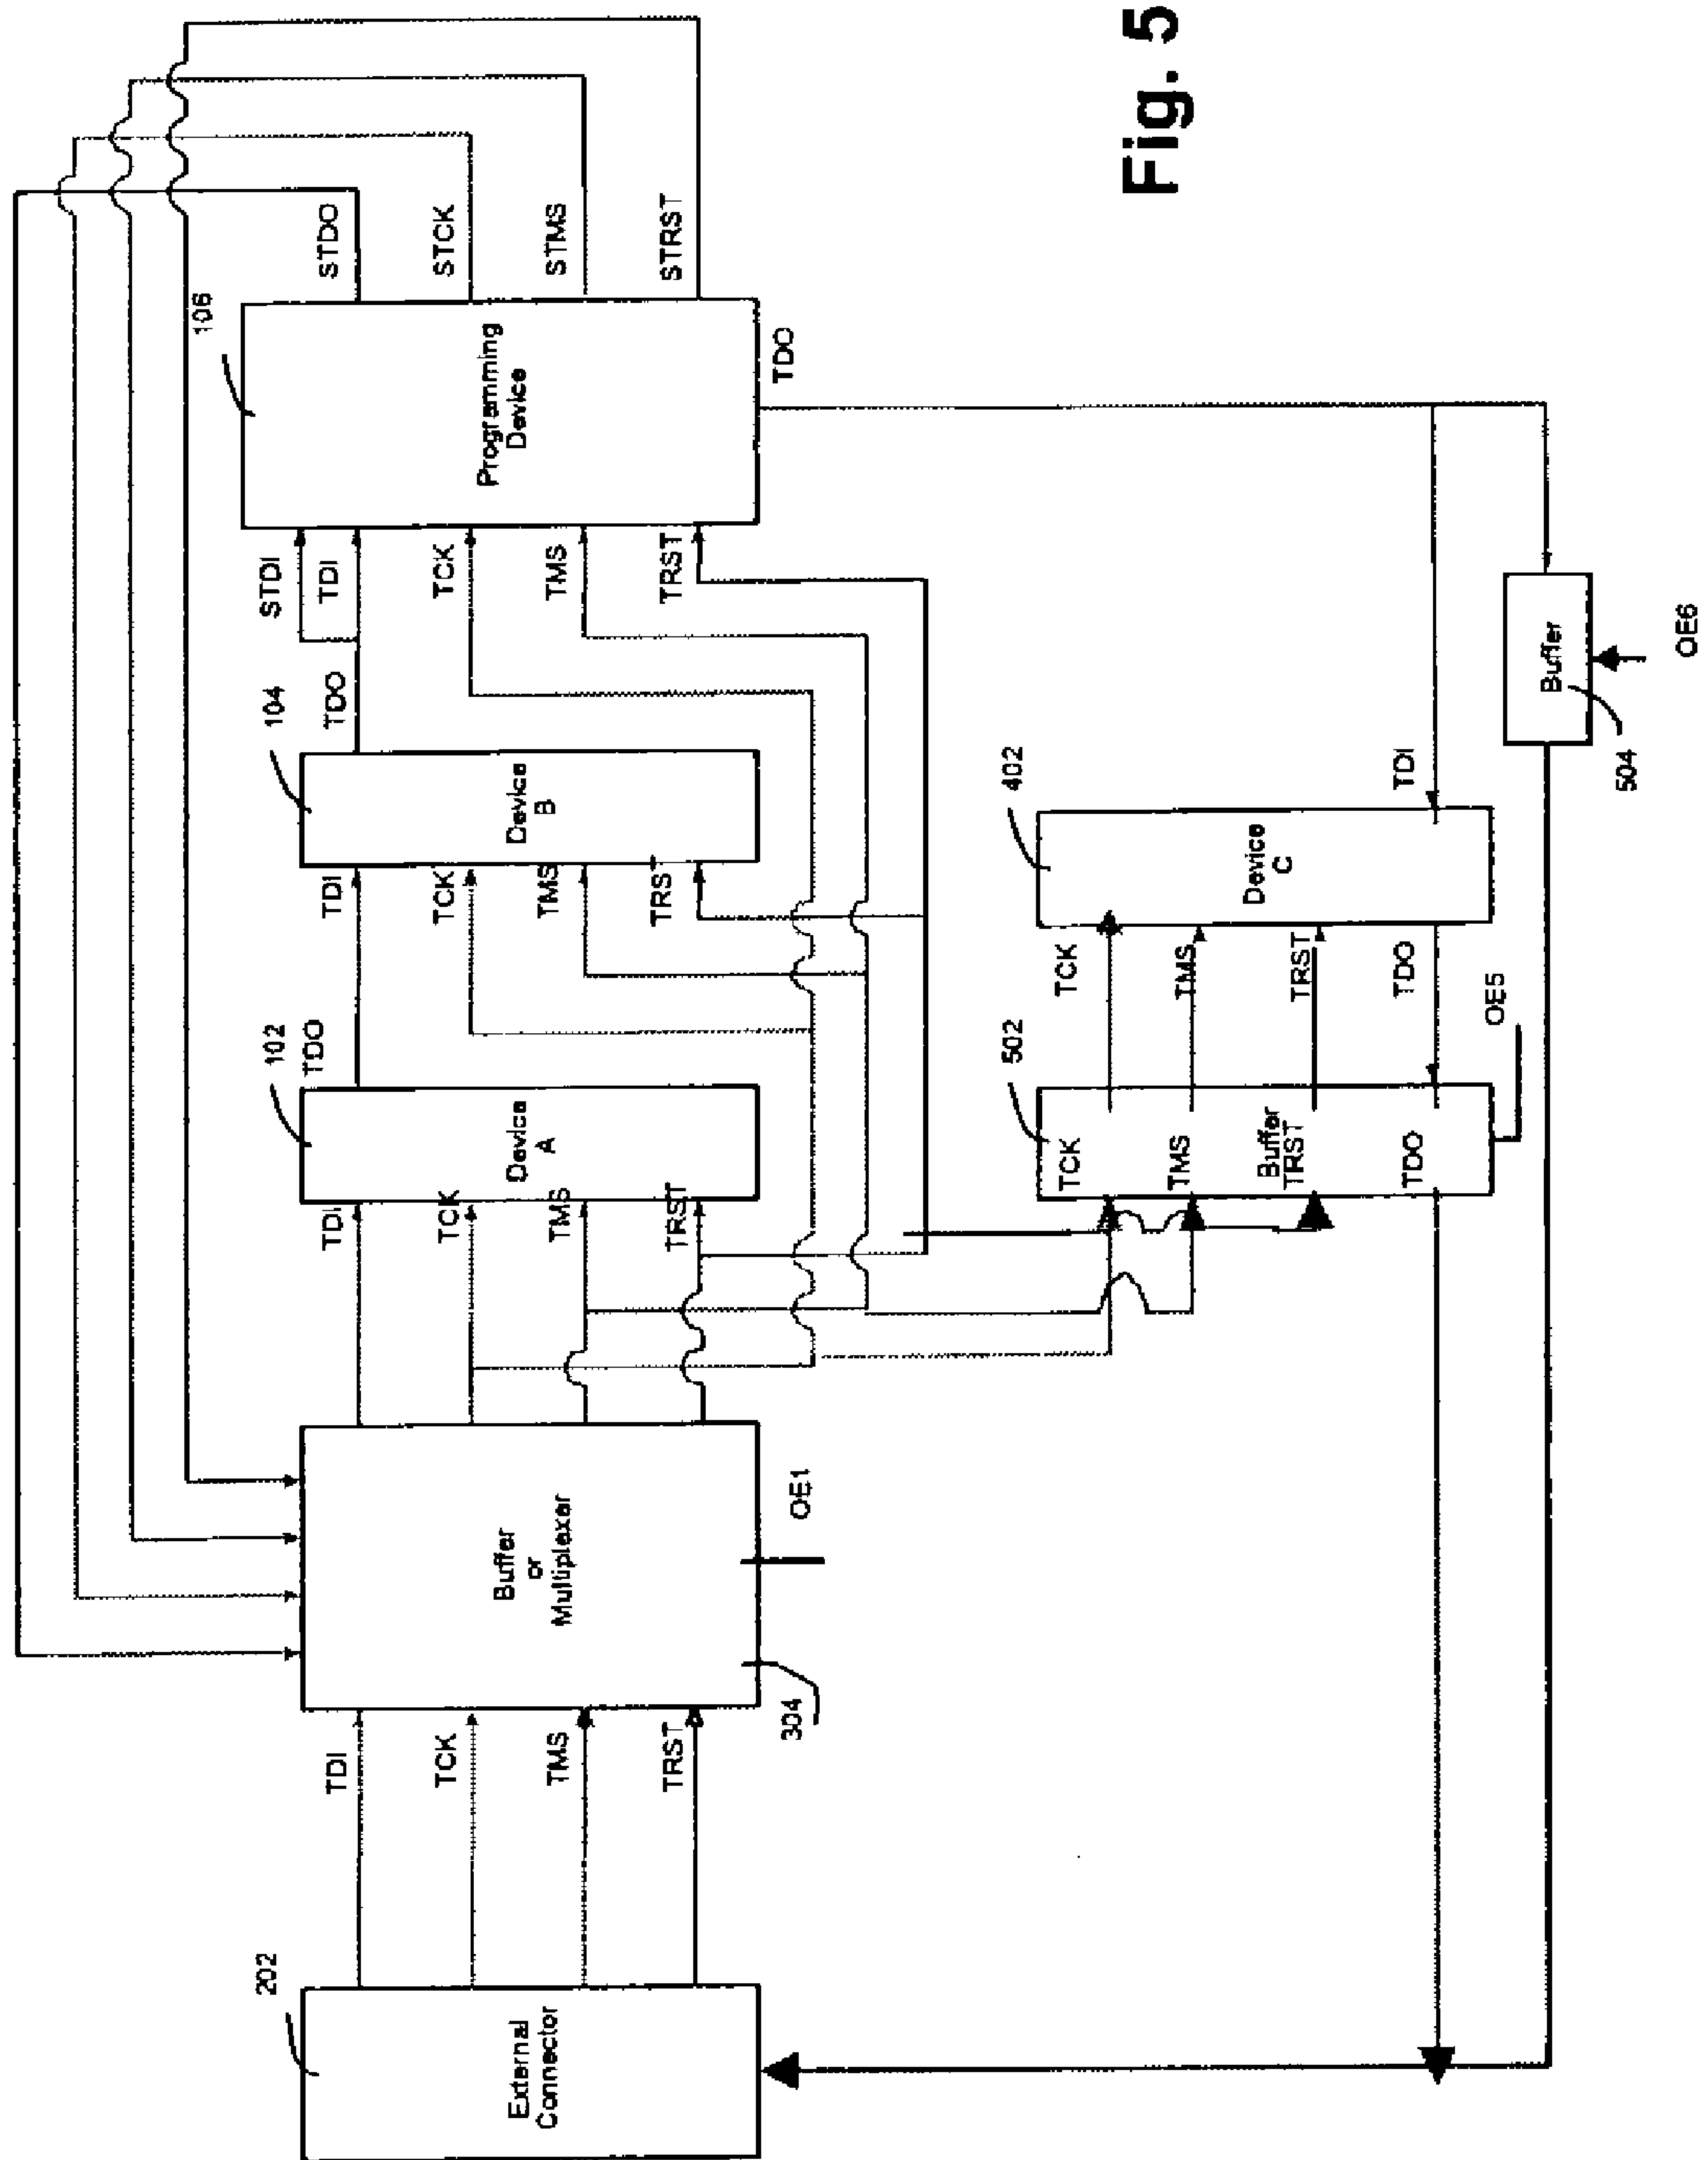 202
External
Connector
TDI
TCK
TMS
TRST
Buffer
or
Multiplexer
304
OE1
TDI
TCK
TMS
TRST
102
Device
A
TDO
TDI
TCK
TMS
TRST
104
Device
B
TDO
STDI
TDI
TCK
TMS
TRST
106
Programming
Device
STDO
STCK
STMS
STRST
TDO
502
TCK
TMS
Buffer
TRST
TDO
OE5
TCK
TMS
TRST
TDO
402
Device
C
TDI
504
Buffer
OE6
Fig. 5